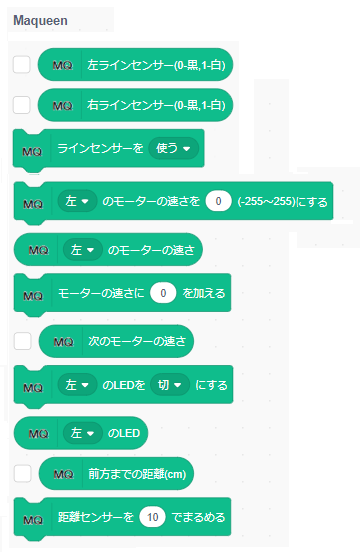 Maqueen
MQ 左ラインセンサー(0-黒,1-白)
MQ 右ラインセンサー(0-黒,1-白)
MQ ラインセンサーを 使う
MQ 左 のモーターの速さを 0 (-255〜255)にする
MQ 左 のモーターの速さ
MQ モーターの速さに 0 を加える
MQ 次のモーターの速さ
MQ 左 のLEDを 切 にする
MQ 左 のLED
MQ 前方までの距離(cm)
MQ 距離センサーを 10 でまるめる